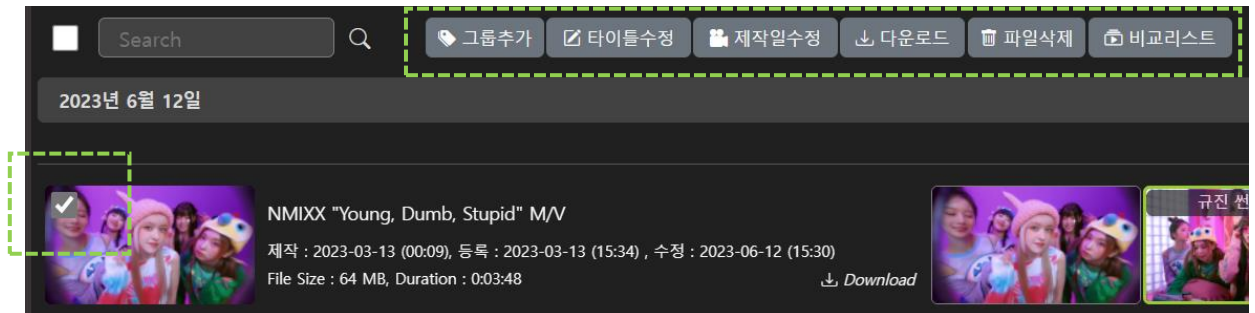 Search 그룹추가 타이틀수정 제작일수정 다운로드 파일삭제 비교리스트
2023년 6월 12일
규진 썬
NMIXX "Young, Dumb, Stupid" M/V
제작 : 2023-03-13 (00:09), 등록 : 2023-03-13 (15:34) , 수정 : 2023-06-12 (15:30)
File Size : 64 MB, Duration : 0:03:48
Download